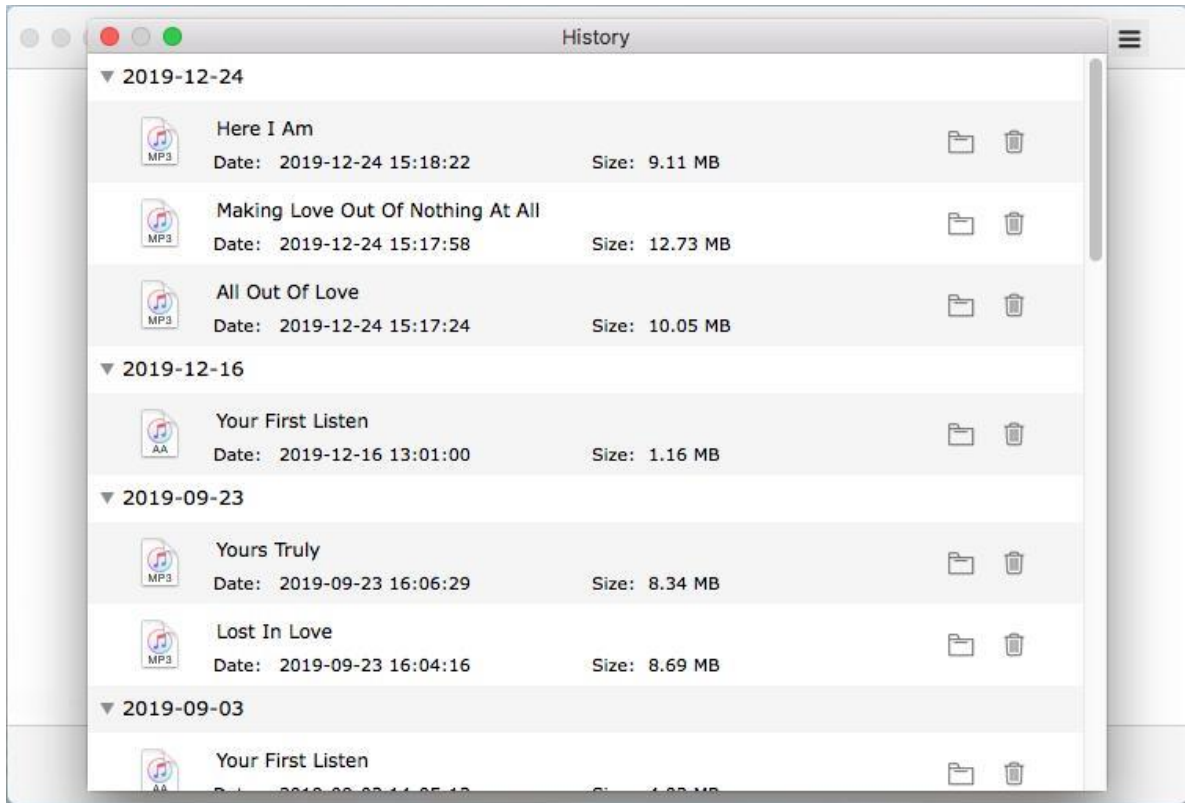 History
2019-12-24
MP3
Here I Am
Date: 2019-12-24 15:18:22 Size: 9.11 MB
MP3
Making Love Out Of Nothing At All
Date: 2019-12-24 15:17:58 Size: 12.73 MB
MP3
All Out Of Love
Date: 2019-12-24 15:17:24 Size: 10.05 MB
2019-12-16
AA
Your First Listen
Date: 2019-12-16 13:01:00 Size: 1.16 MB
2019-09-23
MP3
Yours Truly
Date: 2019-09-23 16:06:29 Size: 8.34 MB
MP3
Lost In Love
Date: 2019-09-23 16:04:16 Size: 8.69 MB
2019-09-03
AA
Your First Listen